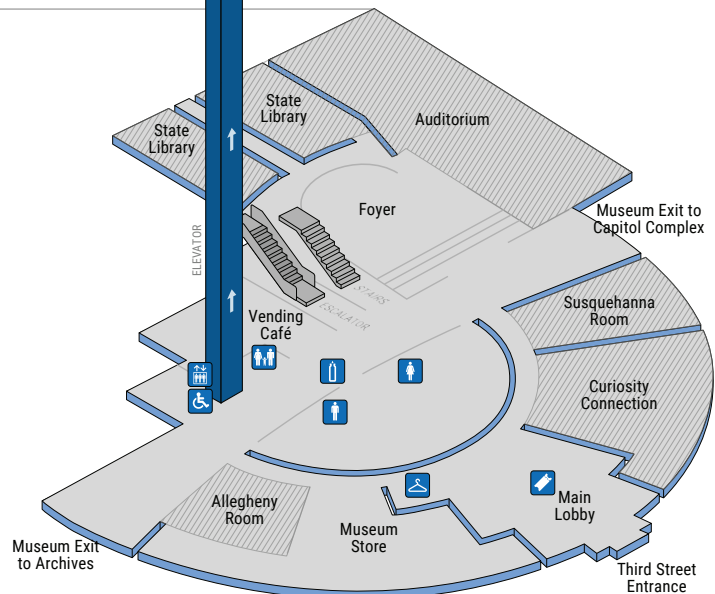 State
Library
State
Library
Auditorium
Foyer
Museum Exit to
Capitol Complex
ELEVATOR
STAIRS
ESCALATOR
Susquehanna
Room
Vending
Café
Curiosity
Connection
Allegheny
Room
Main
Lobby
Museum
Store
Museum Exit
to Archives
Third Street
Entrance